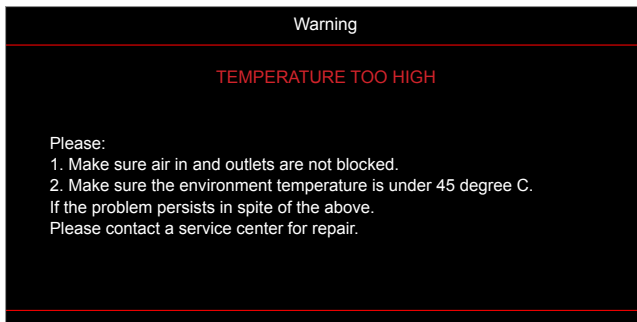 Warning
TEMPERATURE TOO HIGH
Please:
1. Make sure air in and outlets are not blocked.
2. Make sure the environment temperature is under 45 degree C.
If the problem persists in spite of the above.
Please contact a service center for repair.